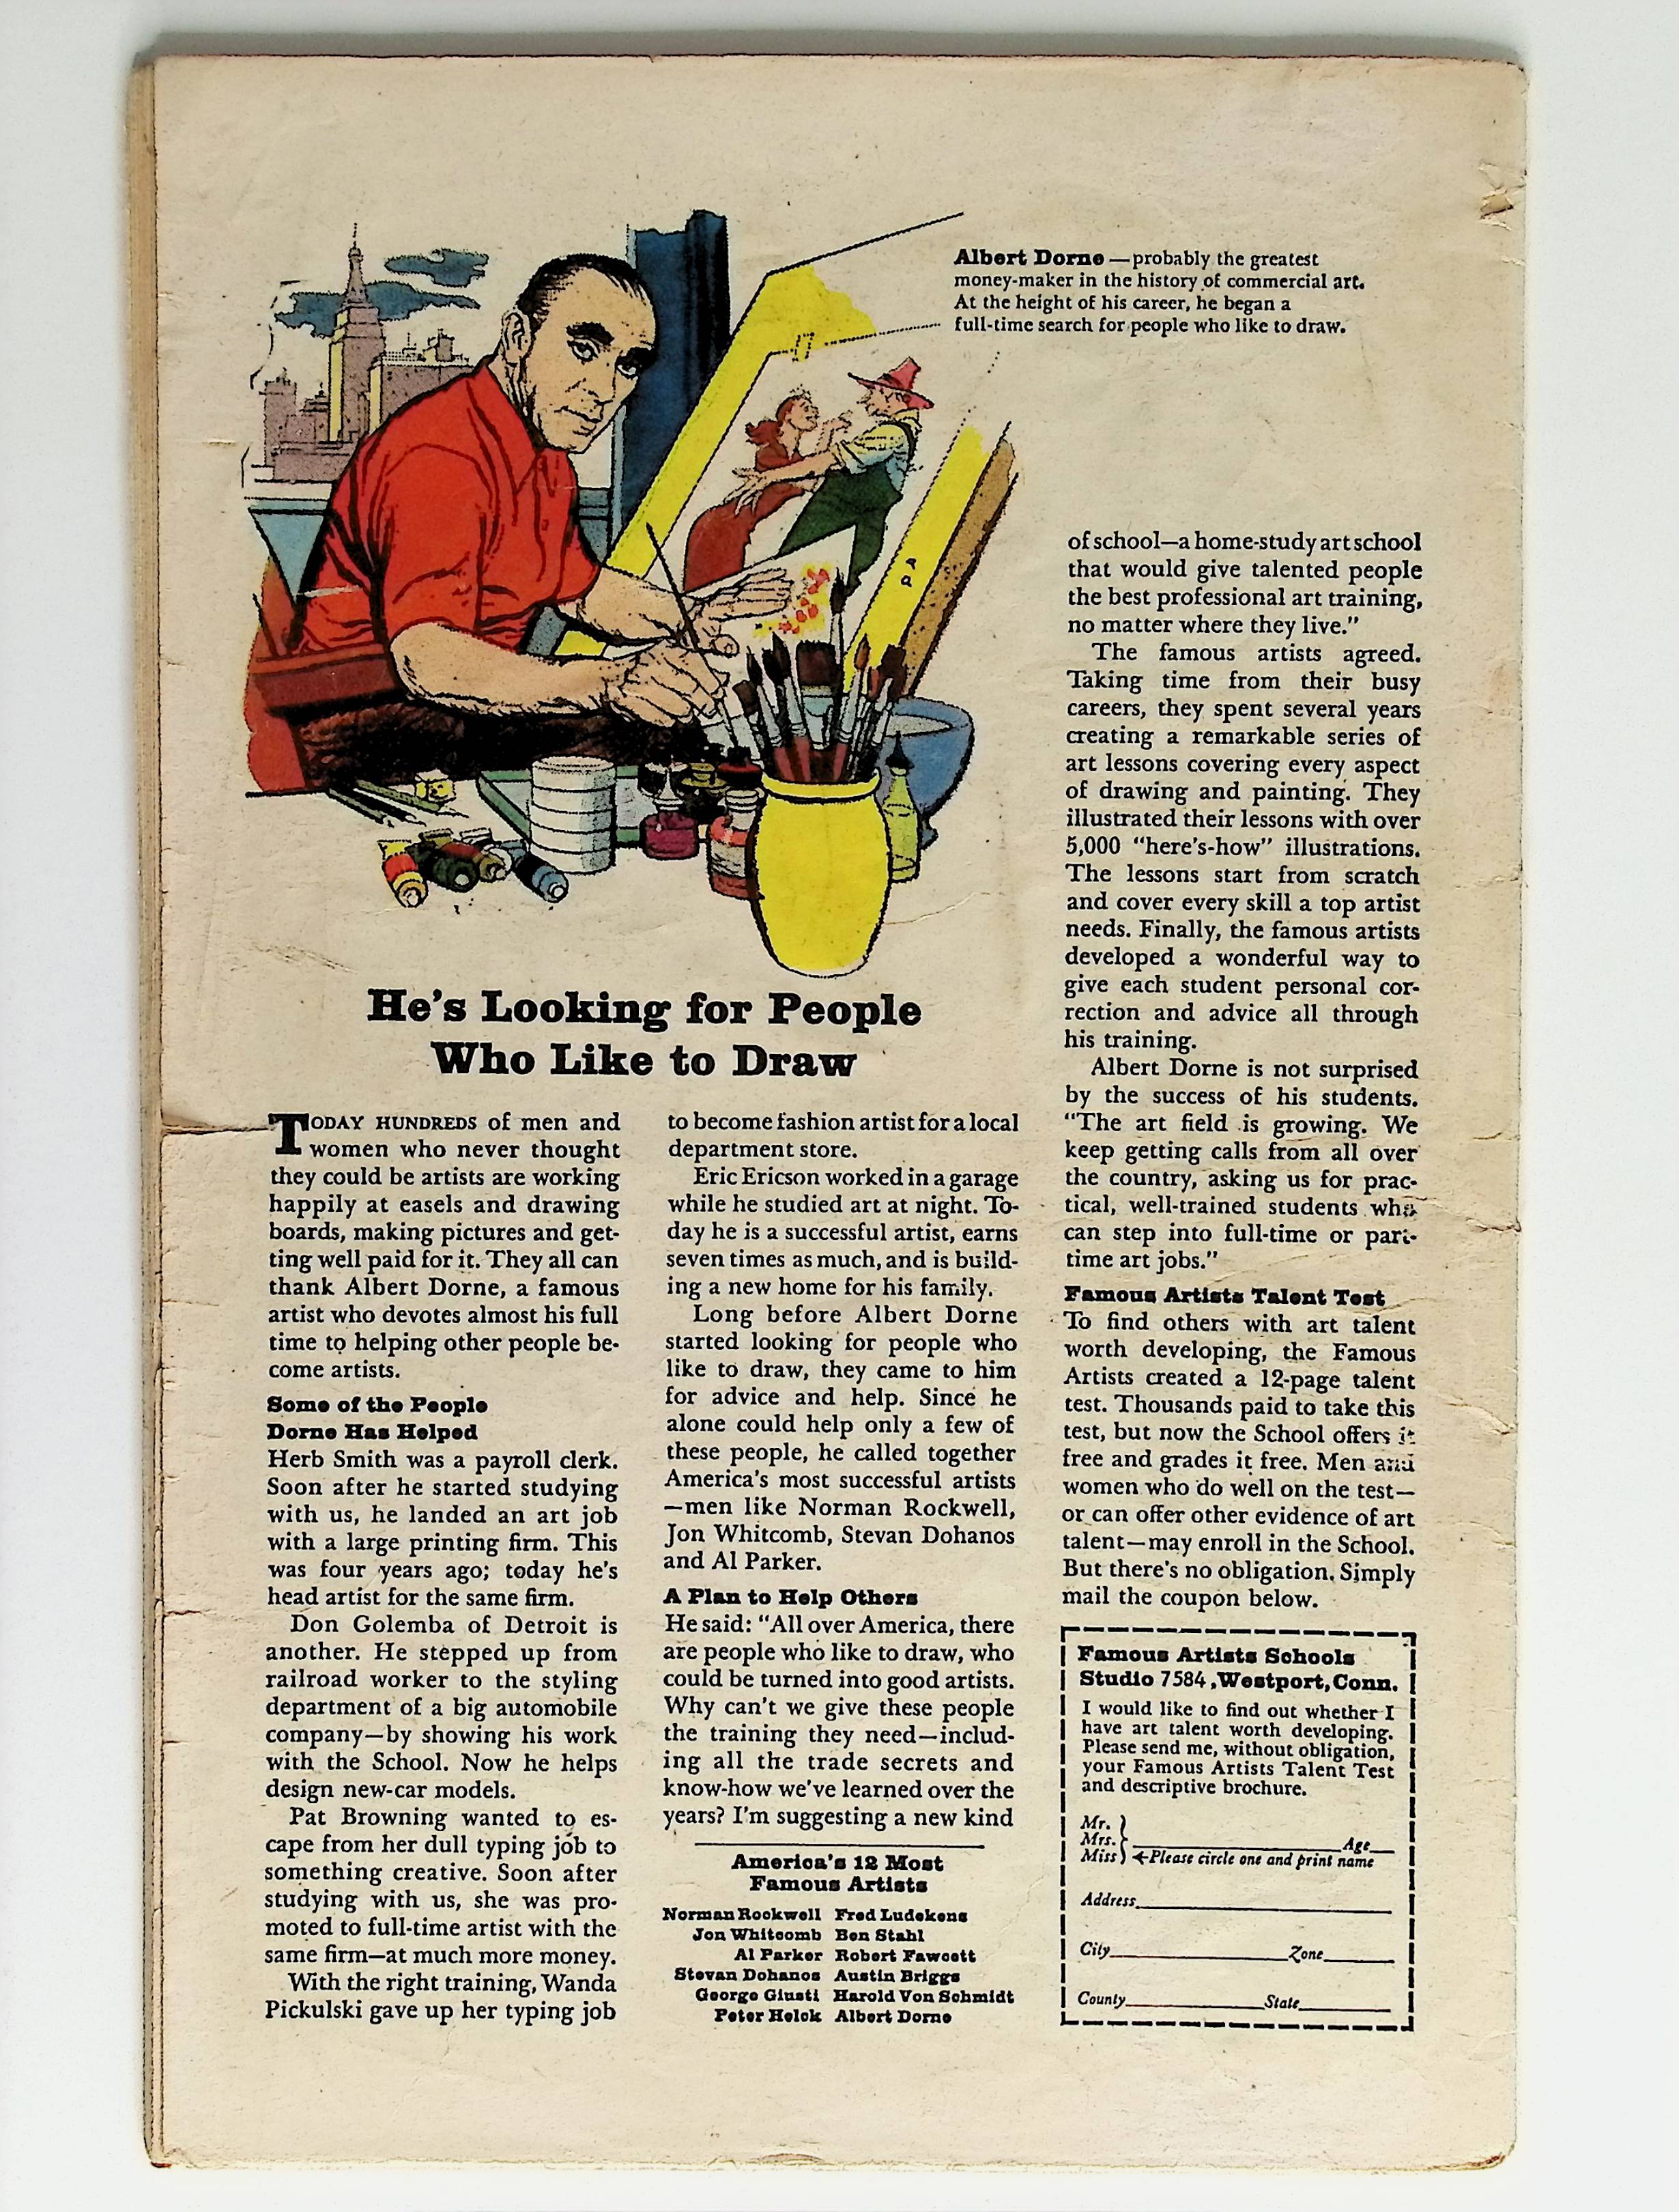 Albert Dorne — probably the greatest
money-maker in the history of commercial art.
At the height of his career, he began a
full-time search for people who like to draw.
He's Looking for People
Who Like to Draw
TODAY HUNDREDS of men and
women who never thought
they could be artists are working
happily at easels and drawing
boards, making pictures and get-
ting well paid for it. They all can
thank Albert Dorne, a famous
artist who devotes almost his full
time to helping other people be-
come artists.
Some of the People
Dorne Has Helped
Herb Smith was a payroll clerk.
Soon after he started studying
with us, he landed an art job
with a large printing firm. This
was four years ago; today he's
head artist for the same firm.
Don Golemba of Detroit is
another. He stepped up from
railroad worker to the styling
department of a big automobile
company—by showing his work
with the School. Now he helps
design new-car models.
Pat Browning wanted to es-
cape from her dull typing job to
something creative. Soon after
studying with us, she was pro-
moted to full-time artist with the
same firm—at much more money.
With the right training, Wanda
Pickulski gave up her typing job
to become fashion artist for a local
department store.
Eric Ericson worked in a garage
while he studied art at night. To-
day he is a successful artist, earns
seven times as much, and is build-
ing a new home for his family.
Long before Albert Dorne
started looking for people who
like to draw, they came to him
for advice and help. Since he
alone could help only a few of
these people, he called together
America's most successful artists
—men like Norman Rockwell,
Jon Whitcomb, Stevan Dohanos
and Al Parker.
A Plan to Help Others
He said: "All over America, there
are people who like to draw, who
could be turned into good artists.
Why can't we give these people
the training they need—includ-
ing all the trade secrets and
know-how we've learned over the
years? I'm suggesting a new kind
America's 12 Most
Famous Artists
Norman Rockwell Fred Ludekens
Jon Whitcomb Ben Stahl
Al Parker Robert Fawcett
Stevan Dohanos Austin Briggs
George Giusti Harold Von Schmidt
Peter Helck Albert Dorne
of school—a home-study art school
that would give talented people
the best professional art training,
no matter where they live."
The famous artists agreed.
Taking time from their busy
careers, they spent several years
creating a remarkable series of
art lessons covering every aspect
of drawing and painting. They
illustrated their lessons with over
5,000 "here's-how" illustrations.
The lessons start from scratch
and cover every skill a top artist
needs. Finally, the famous artists
developed a wonderful way to
give each student personal cor-
rection and advice all through
his training.
Albert Dorne is not surprised
by the success of his students.
"The art field is growing. We
keep getting calls from all over
the country, asking us for prac-
tical, well-trained students who
can step into full-time or part-
time art jobs."
Famous Artists Talent Test
To find others with art talent
worth developing, the Famous
Artists created a 12-page talent
test. Thousands paid to take this
test, but now the School offers it
free and grades it free. Men and
women who do well on the test—
or can offer other evidence of art
talent—may enroll in the School.
But there's no obligation. Simply
mail the coupon below.
Famous Artists Schools
Studio 7584, Westport, Conn.
I would like to find out whether I
have art talent worth developing.
Please send me, without obligation,
your Famous Artists Talent Test
and descriptive brochure.
Mr.
Mrs. Age
Miss ←Please circle one and print name
Address
City Zone
County State